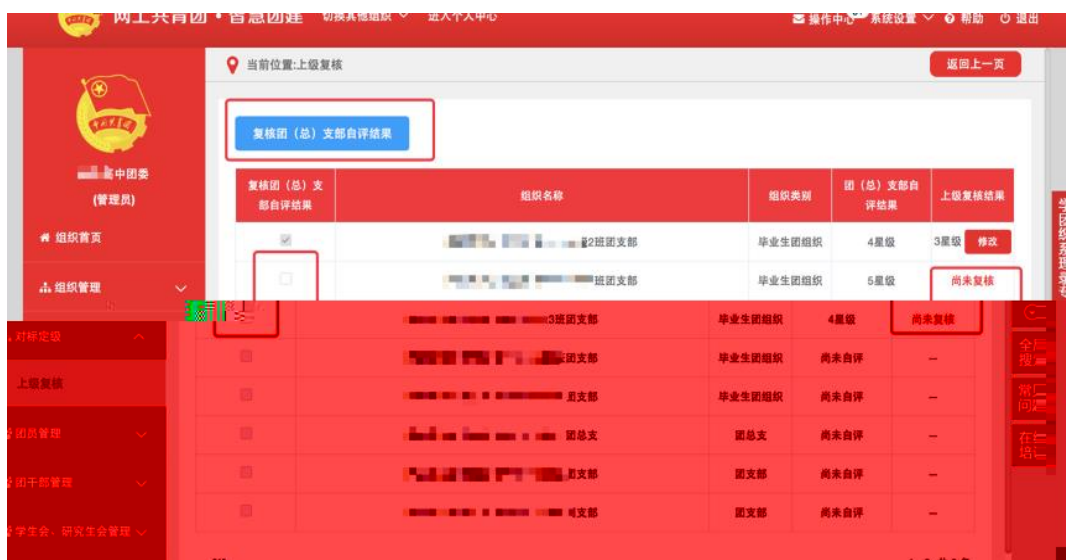 网上共青团·智慧团建 切换其他组织 进入个人中心 操作中心 系统设置 帮助 退出
当前位置:上级复核 返回上一页
复核团（总）支部自评结果
高中团委
(管理员)
组织首页
组织管理
对标定级
上级复核
团员管理
团干部管理
学生会、研究生会管理
复核团（总）支部自评结果 组织名称 组织类别 团（总）支部自评结果 上级复核结果
2班团支部 毕业生团组织 4星级 3星级 修改
班团支部 毕业生团组织 5星级 尚未复核
3班团支部 毕业生团组织 4星级 尚未复核
团支部 毕业生团组织 尚未自评 --
团支部 毕业生团组织 尚未自评 --
团总支 团总支 尚未自评 --
团支部 团支部 尚未自评 --
支部 团支部 尚未自评 --